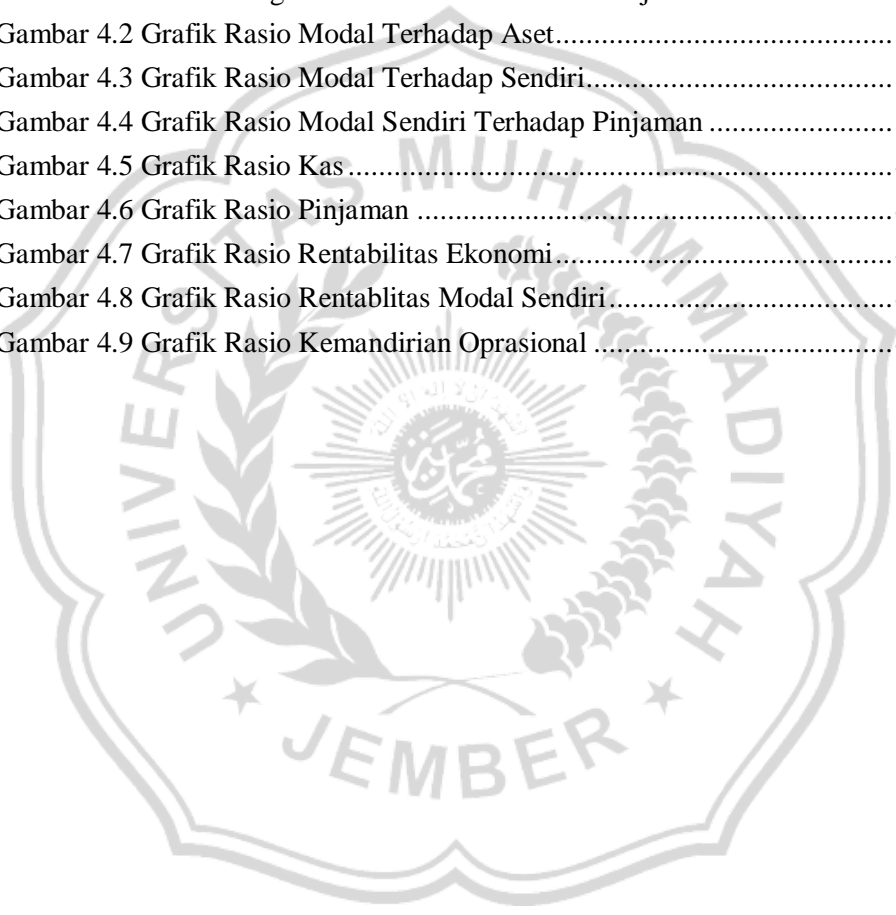 Gambar 4.2 Grafik Rasio Modal Terhadap Aset
Gambar 4.3 Grafik Rasio Modal Terhadap Sendiri
Gambar 4.4 Grafik Rasio Modal Sendiri Terhadap Pinjaman
Gambar 4.5 Grafik Rasio Kas
Gambar 4.6 Grafik Rasio Pinjaman
Gambar 4.7 Grafik Rasio Rentabilitas Ekonomi
Gambar 4.8 Grafik Rasio Rentablitas Modal Sendiri
Gambar 4.9 Grafik Rasio Kemandirian Oprasional
UNIVERSITAS MUHAMMADIYAH
JEMBER